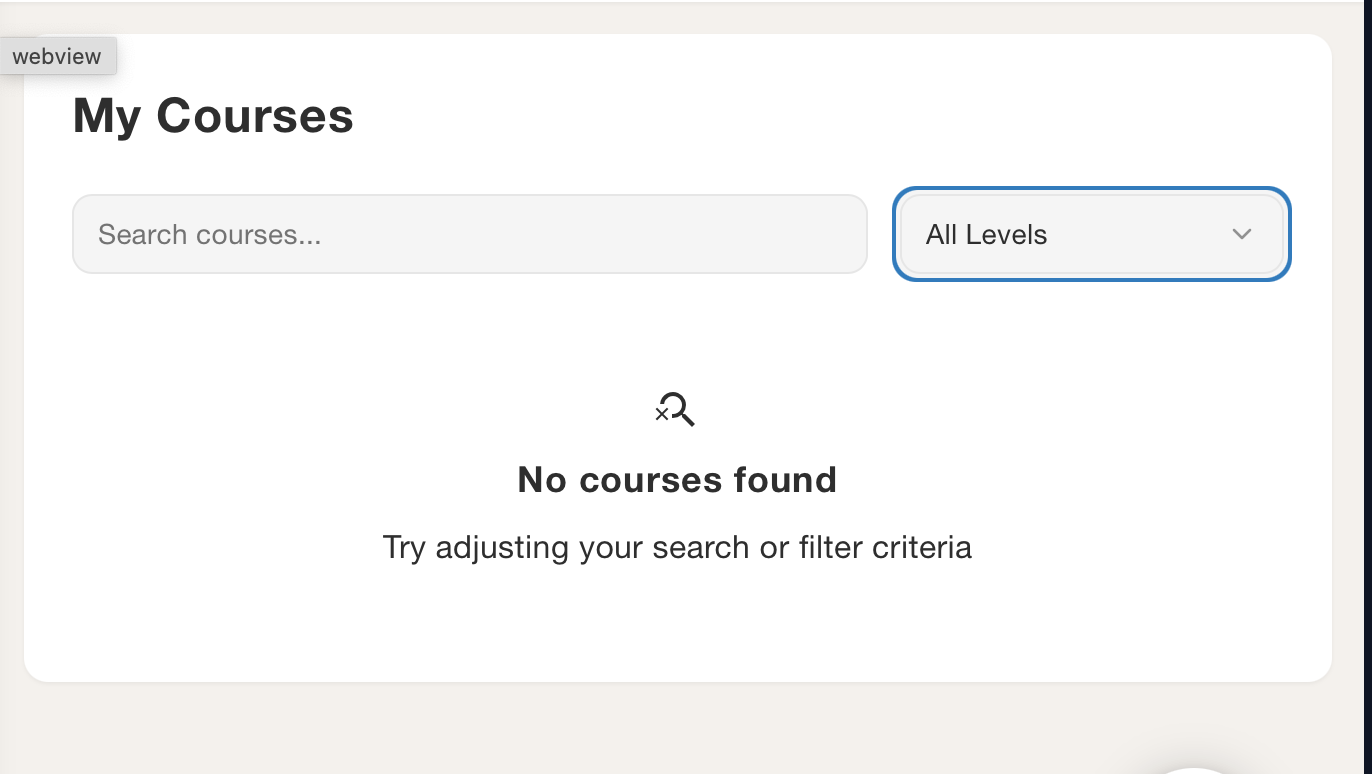 webview
My Courses
Search courses...
All Levels
No courses found
Try adjusting your search or filter criteria